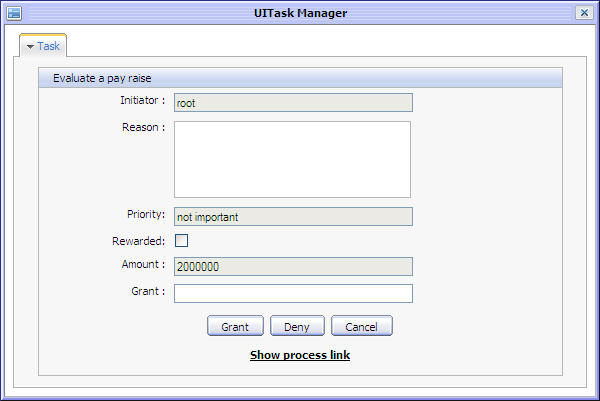 UITask Manager
Task
Evaluate a pay raise
Initiator : root
Reason :
Priority: not important
Rewarded:
Amount : 2000000
Grant :
Grant Deny Cancel
Show process link